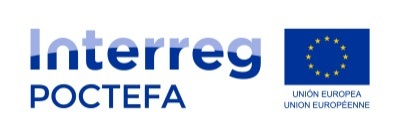 Interreg
POCTEFA
UNIÓN EUROPEA
UNION EUROPÉENNE